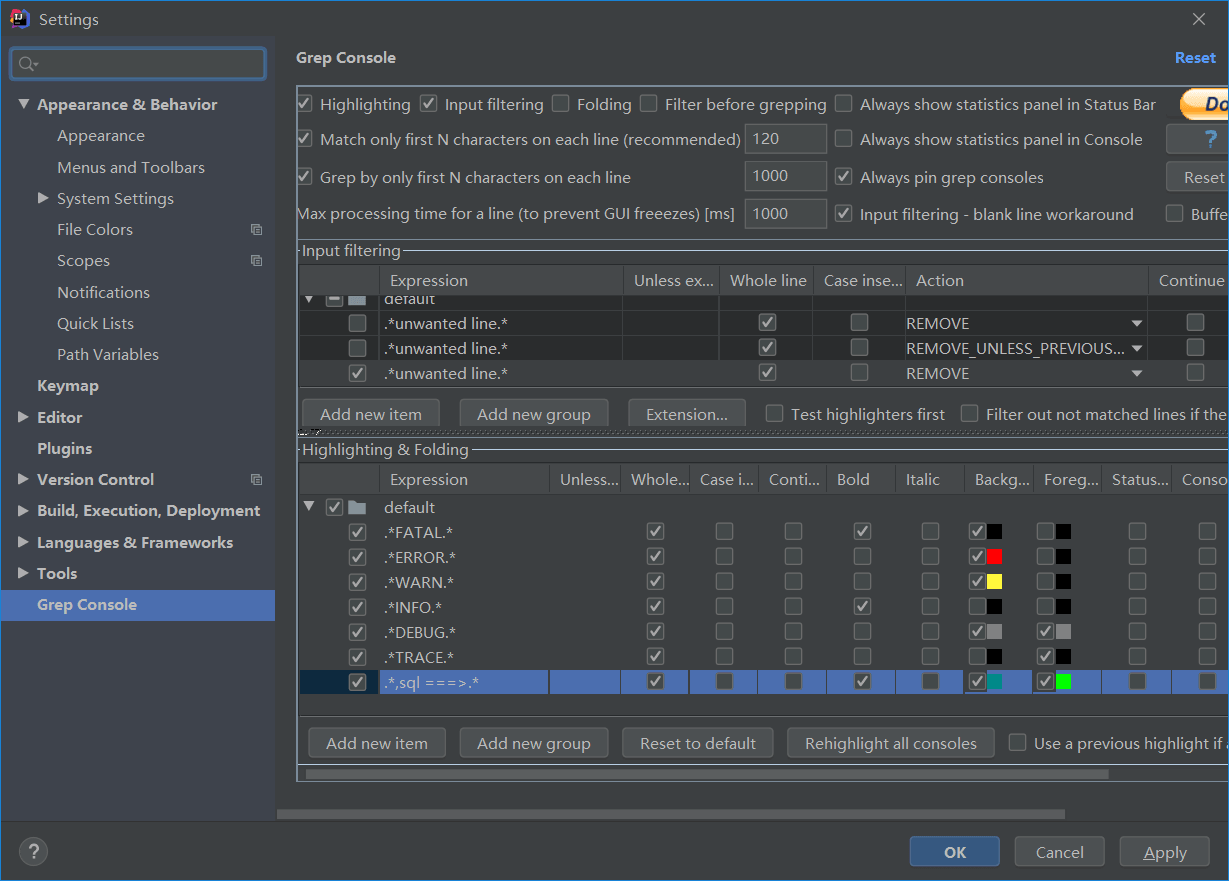 Settings
Grep Console
Reset
Appearance & Behavior
Appearance
Menus and Toolbars
System Settings
File Colors
Scopes
Notifications
Quick Lists
Path Variables
Keymap
Editor
Plugins
Version Control
Build, Execution, Deployment
Languages & Frameworks
Tools
Grep Console
Highlighting Input filtering Folding Filter before grepping Always show statistics panel in Status Bar Do
Match only first N characters on each line (recommended) 120 Always show statistics panel in Console ?
Grep by only first N characters on each line 1000 Always pin grep consoles Reset
Max processing time for a line (to prevent GUI freeezes) [ms] 1000 Input filtering - blank line workaround Buffe
Input filtering
Expression Unless ex... Whole line Case inse... Action Continue
default
.*unwanted line.* REMOVE
.*unwanted line.* REMOVE_UNLESS_PREVIOUS...
.*unwanted line.* REMOVE
Add new item Add new group Extension... Test highlighters first Filter out not matched lines if the
Highlighting & Folding
Expression Unless... Whole... Case i... Conti... Bold Italic Backg... Foreg... Status... Conso
default
.*FATAL.*
.*ERROR.*
.*WARN.*
.*INFO.*
.*DEBUG.*
.*TRACE.*
.*,sql ===>.*
Add new item Add new group Reset to default Rehighlight all consoles Use a previous highlight if
? OK Cancel Apply